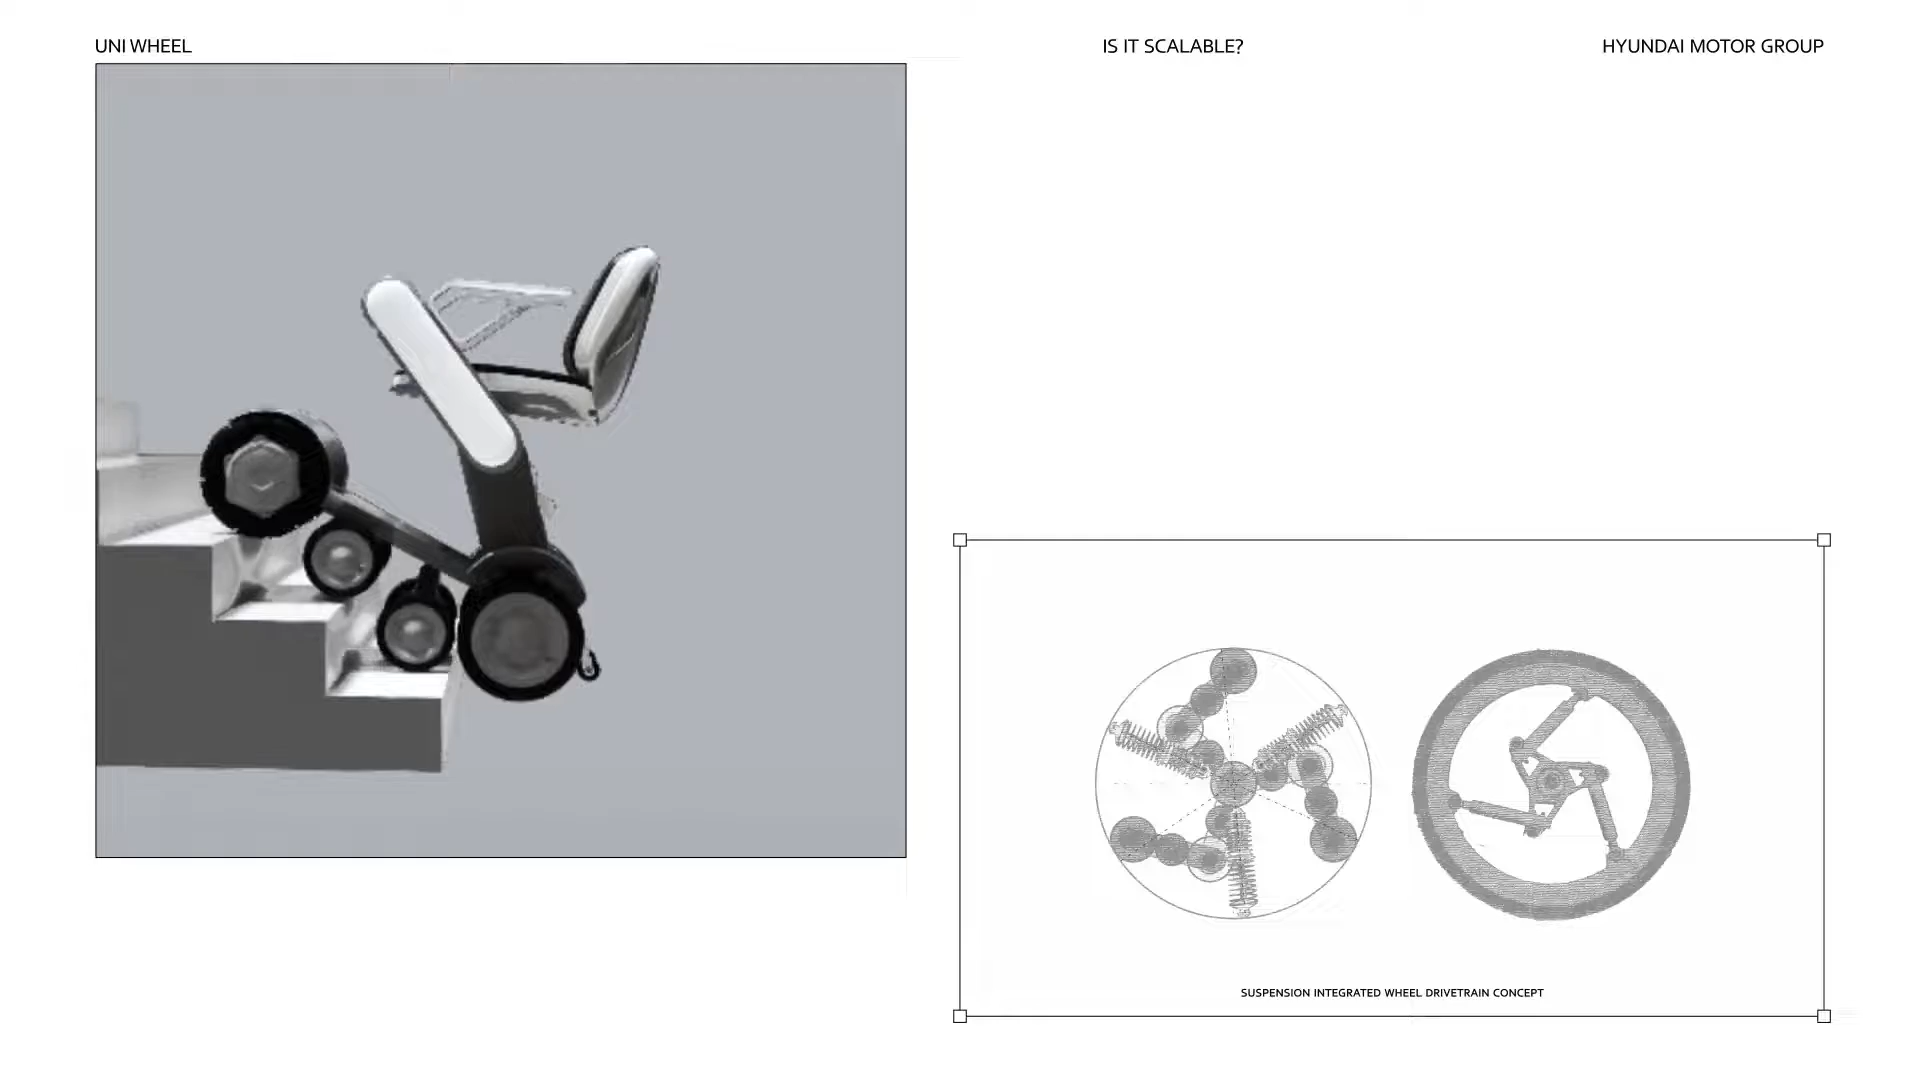 UNI WHEEL
IS IT SCALABLE?
HYUNDAI MOTOR GROUP
SUSPENSION INTEGRATED WHEEL DRIVETRAIN CONCEPT